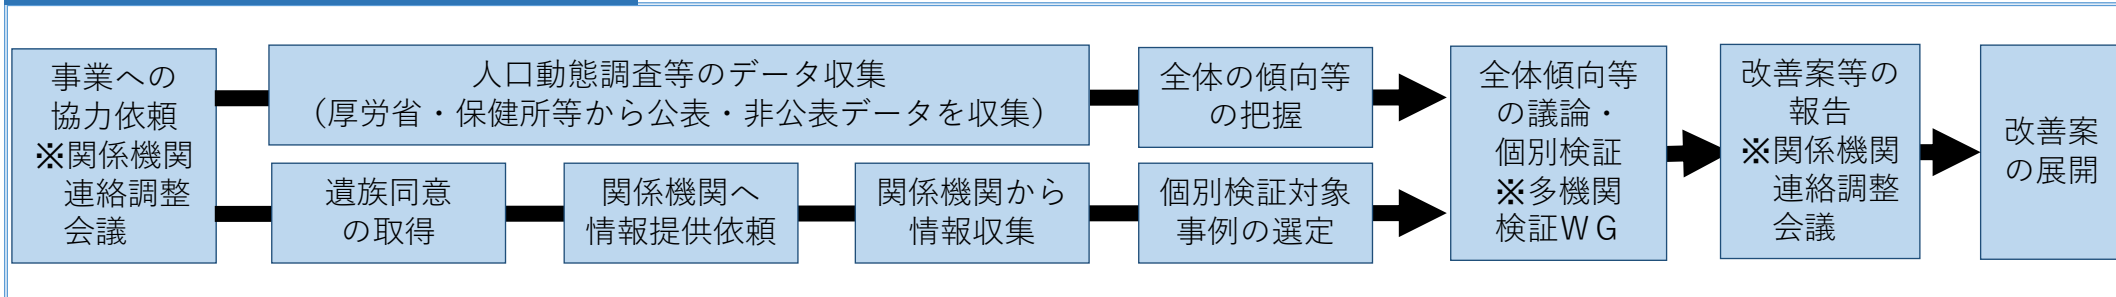 事業への
協力依頼
※関係機関
連絡調整
会議
人口動態調査等のデータ収集
（厚労省・保健所等から公表・非公表データを収集）
全体の傾向等
の把握
遺族同意
の取得
関係機関へ
情報提供依頼
関係機関から
情報収集
個別検証対象
事例の選定
全体傾向等
の議論・
個別検証
※多機関
検証ＷＧ
改善案等の
報告
※関係機関
連絡調整
会議
改善案
の展開